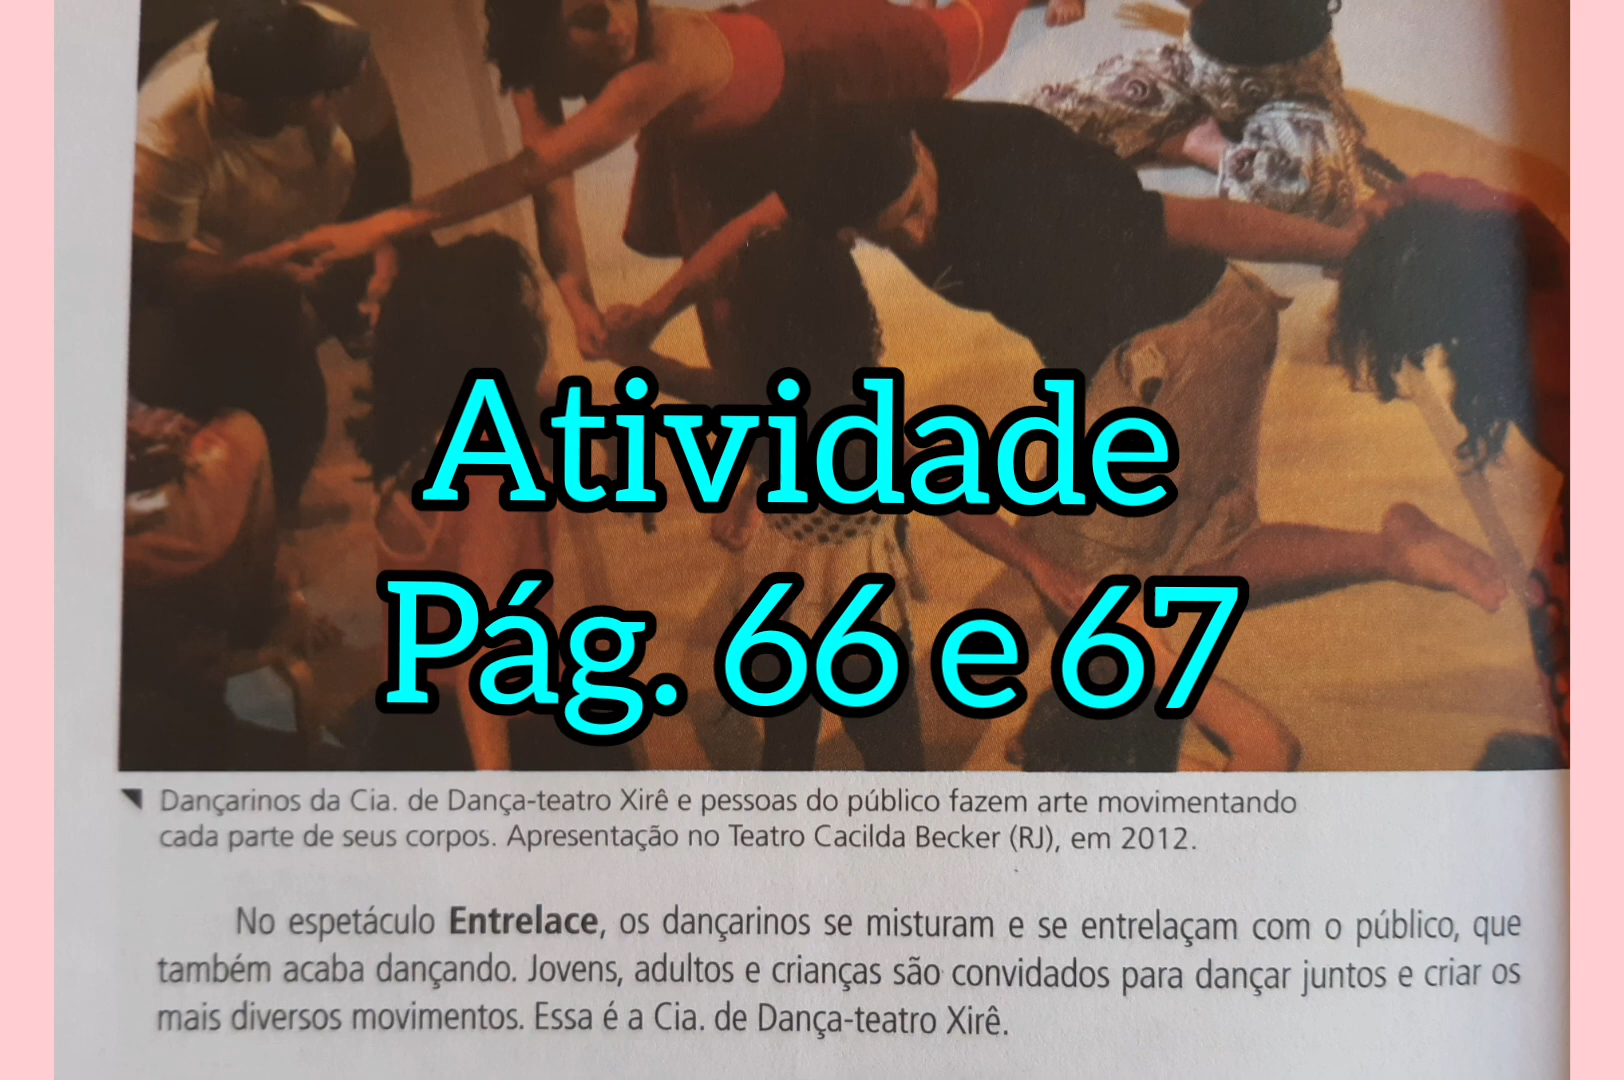 Atividade
Pág. 66 e 67
Dançarinos da Cia. de Dança-teatro Xirê e pessoas do público fazem arte movimentando
cada parte de seus corpos. Apresentação no Teatro Cacilda Becker (RJ), em 2012.
No espetáculo Entrelace, os dançarinos se misturam e se entrelaçam com o público, que
também acaba dançando. Jovens, adultos e crianças são convidados para dançar juntos e criar os
mais diversos movimentos. Essa é a Cia. de Dança-teatro Xirê.